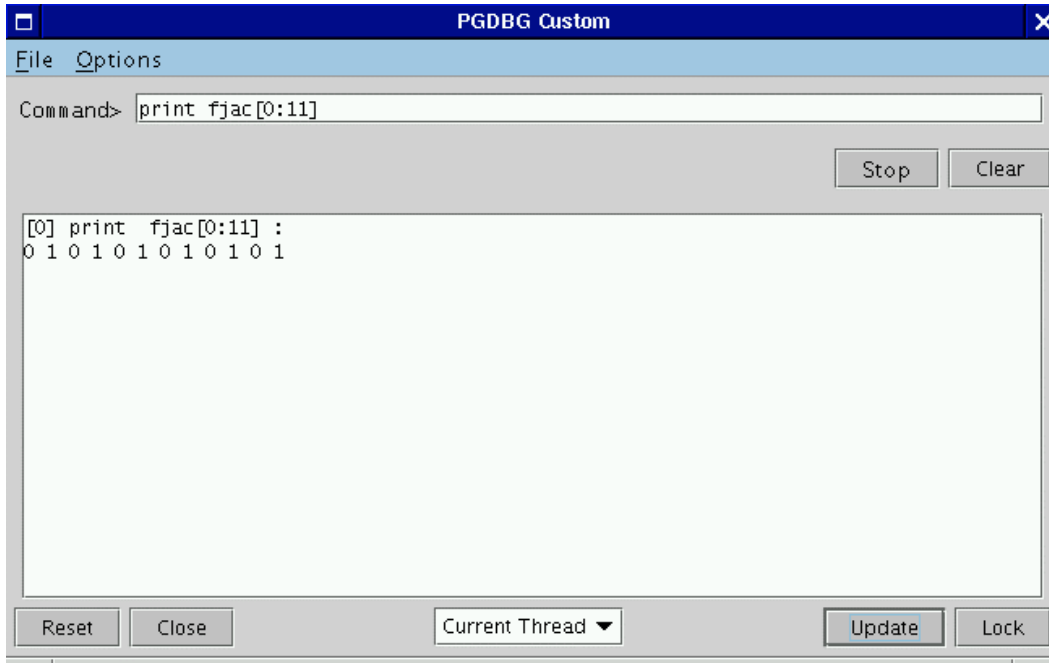 PGDBG Custom
File Options
Command> print fjac[0:11]
Stop Clear
[0] print  fjac[0:11] :
0 1 0 1 0 1 0 1 0 1 0 1
Reset Close Current Thread Update Lock